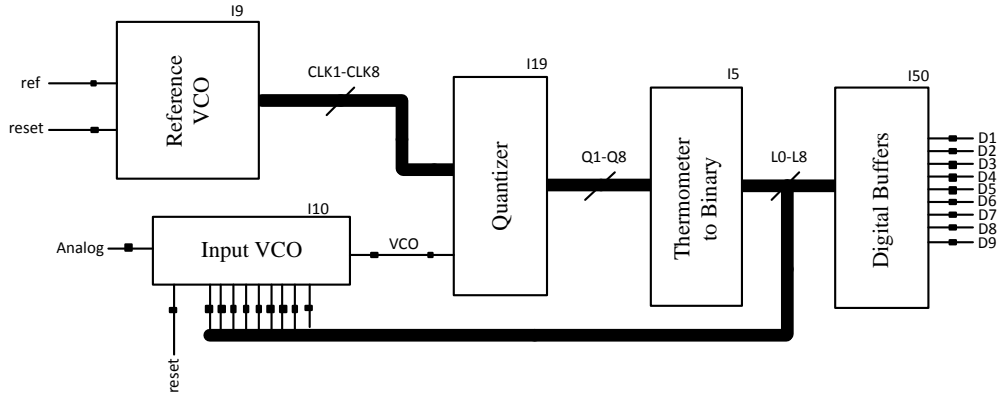 I9
ref
reset
Reference
VCO
CLK1-CLK8
I19
Quantizer
I5
Q1-Q8
Thermometer
to Binary
L0-L8
I50
Digital Buffers
D1
D2
D3
D4
D5
D6
D7
D8
D9
I10
Analog
Input VCO
VCO
reset